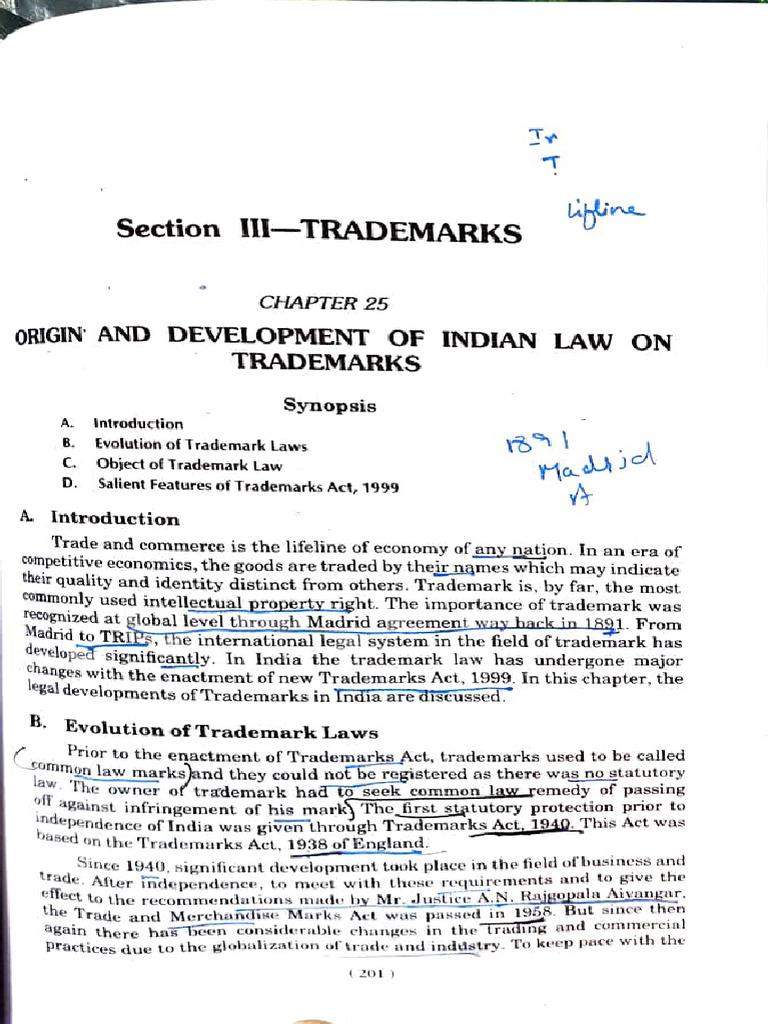 In
T
Lifline
Section III—TRADEMARKS
CHAPTER 25
ORIGIN AND DEVELOPMENT OF INDIAN LAW ON
TRADEMARKS
Synopsis
A. Introduction
B. Evolution of Trademark Laws
C. Object of Trademark Law
D. Salient Features of Trademarks Act, 1999
1891
Madrid
A
A. Introduction
Trade and commerce is the lifeline of economy of any nation. In an era of
competitive economics, the goods are traded by their names which may indicate
their quality and identity distinct from others. Trademark is, by far, the most
commonly used intellectual property right. The importance of trademark was
recognized at global level through Madrid agreement way back in 1891. From
Madrid to TRIPs, the international legal system in the field of trademark has
developed significantly. In India the trademark law has undergone major
changes with the enactment of new Trademarks Act, 1999. In this chapter, the
legal developments of Trademarks in India are discussed.
B. Evolution of Trademark Laws
Prior to the enactment of Trademarks Act, trademarks used to be called
common law marks and they could not be registered as there was no statutory
law. The owner of trademark had to seek common law remedy of passing
off against infringement of his mark. The first statutory protection prior to
independence of India was given through Trademarks Act, 1940. This Act was
based on the Trademarks Act, 1938 of England.
Since 1940, significant development took place in the field of business and
trade. After independence, to meet with these requirements and to give the
effect to the recommendations made by Mr. Justice A.N. Rajgopala Aivangar,
the Trade and Merchandise Marks Act was passed in 1958. But since then
again there has been considerable changes in the trading and commercial
practices due to the globalization of trade and industry. To keep pace with the
( 201 )